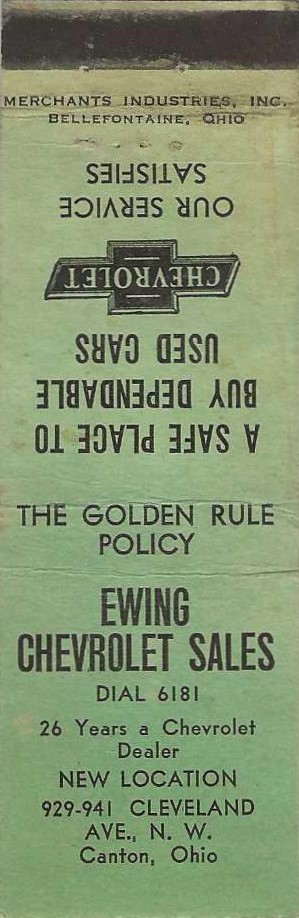 MERCHANTS INDUSTRIES, INC.
BELLEFONTAINE, OHIO
A SAFE PLACE TO
BUY DEPENDABLE
USED CARS
CHEVROLET
OUR SERVICE
SATISFIES
THE GOLDEN RULE
POLICY
EWING
CHEVROLET SALES
DIAL 6181
26 Years a Chevrolet
Dealer
NEW LOCATION
929-941 CLEVELAND
AVE., N. W.
Canton, Ohio